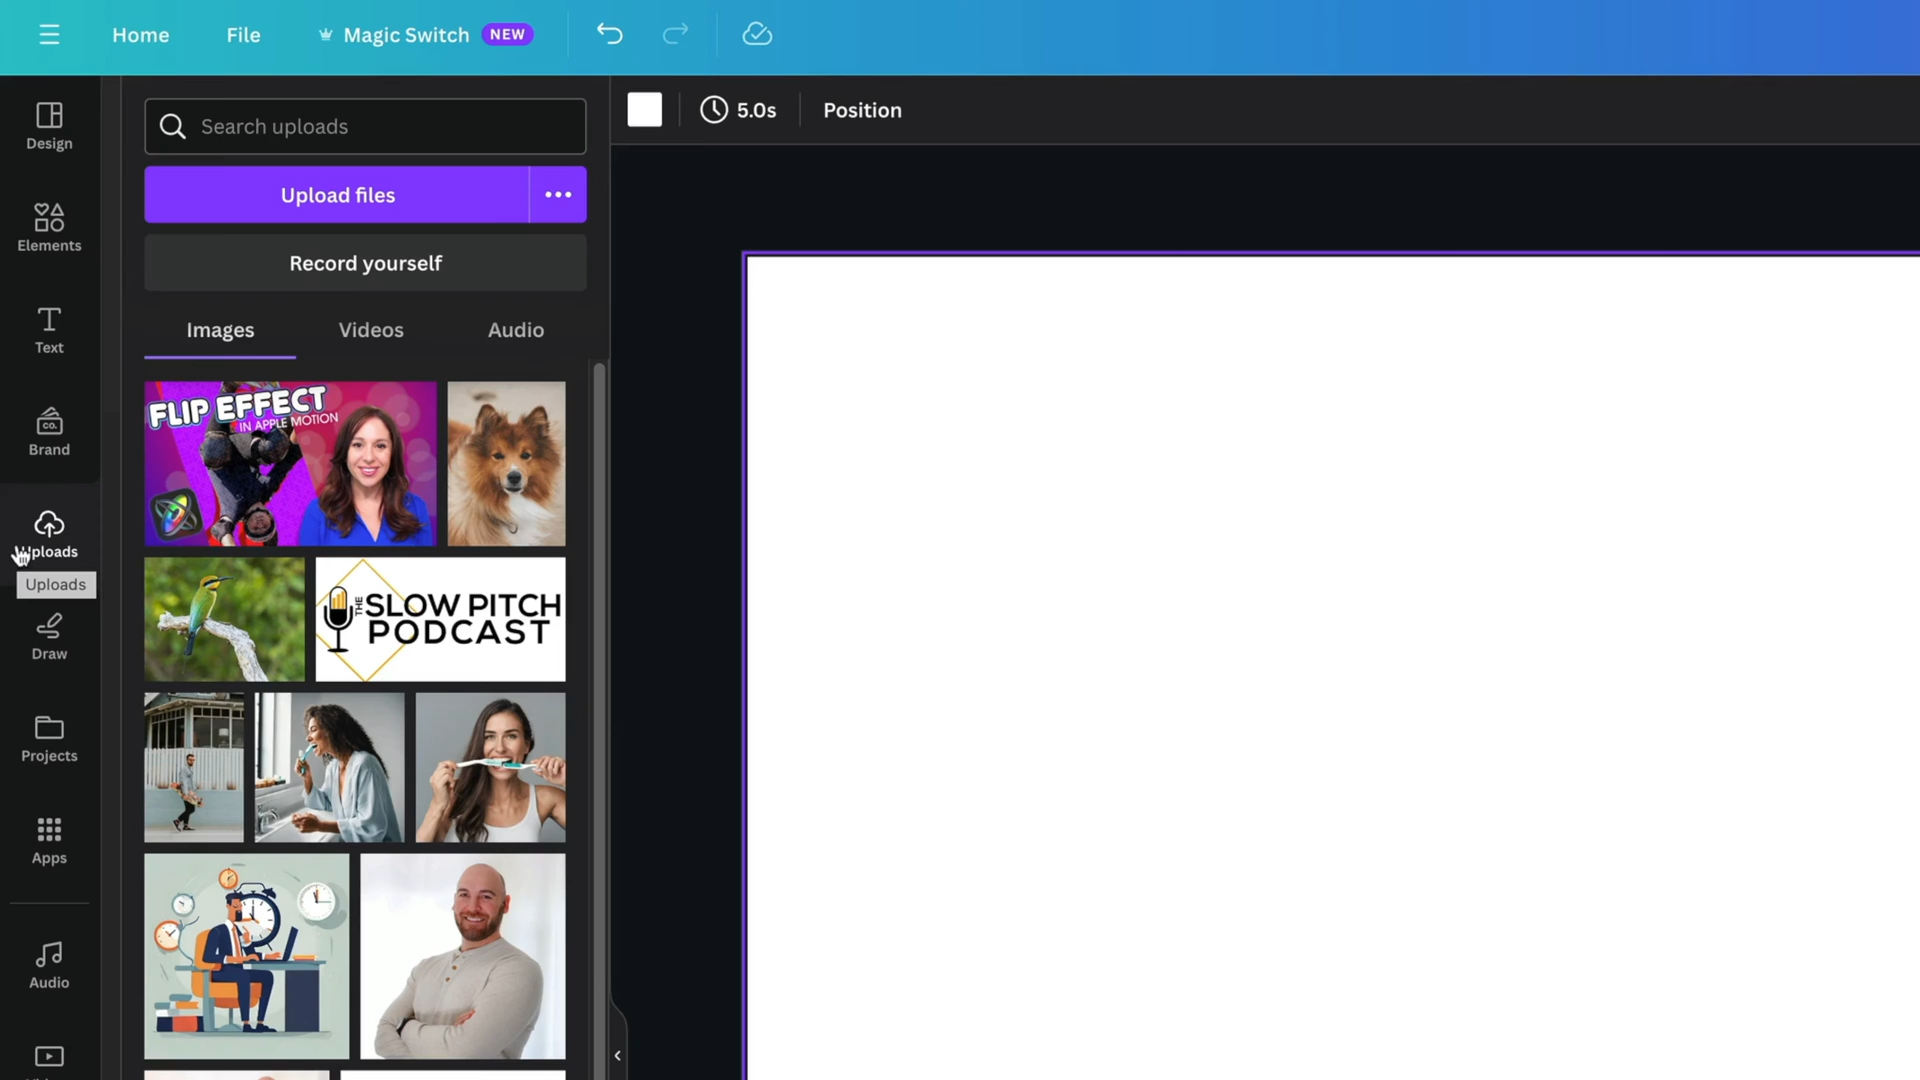 Home File Magic Switch NEW
Design
Elements
Text
CO.
Brand
Uploads
Uploads
Draw
Projects
Apps
Audio
Search uploads
Upload files
Record yourself
Images Videos Audio
FLIP EFFECT
IN APPLE MOTION
THE SLOW PITCH
PODCAST
5.0s Position